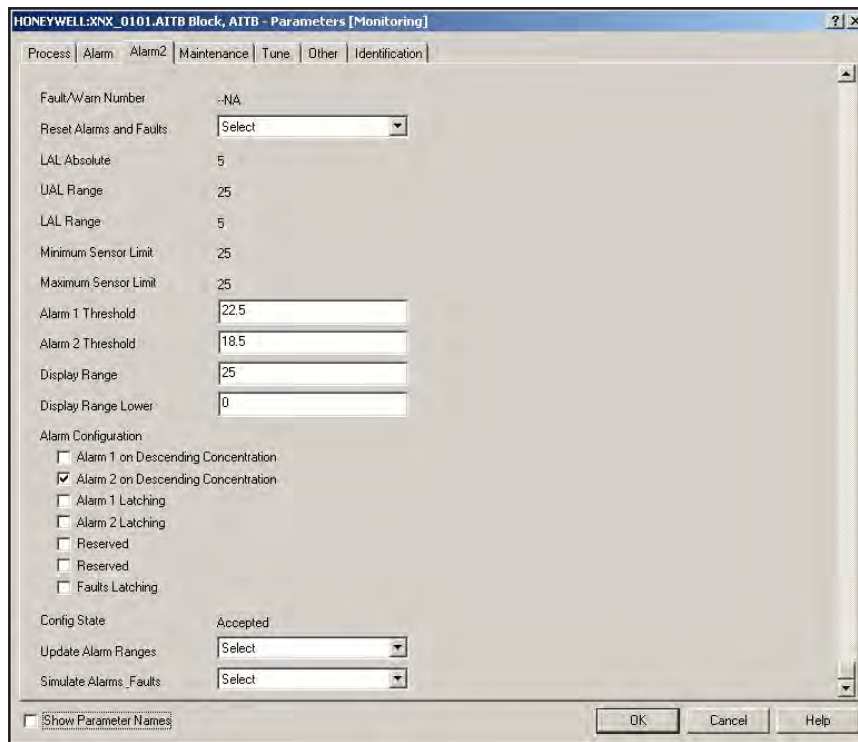 HONEYWELL:XNX_0101.AITB Block, AITB - Parameters [Monitoring]
Process Alarm Alarm2 Maintenance Tune Other Identification
Fault/Warn Number --NA
Reset Alarms and Faults Select
LAL Absolute 5
UAL Range 25
LAL Range 5
Minimum Sensor Limit 25
Maximum Sensor Limit 25
Alarm 1 Threshold 22.5
Alarm 2 Threshold 18.5
Display Range 25
Display Range Lower 0
Alarm Configuration
Alarm 1 on Descending Concentration
Alarm 2 on Descending Concentration
Alarm 1 Latching
Alarm 2 Latching
Reserved
Reserved
Faults Latching
Config State Accepted
Update Alarm Ranges Select
Simulate Alarms_Faults Select
Show Parameter Names OK Cancel Help